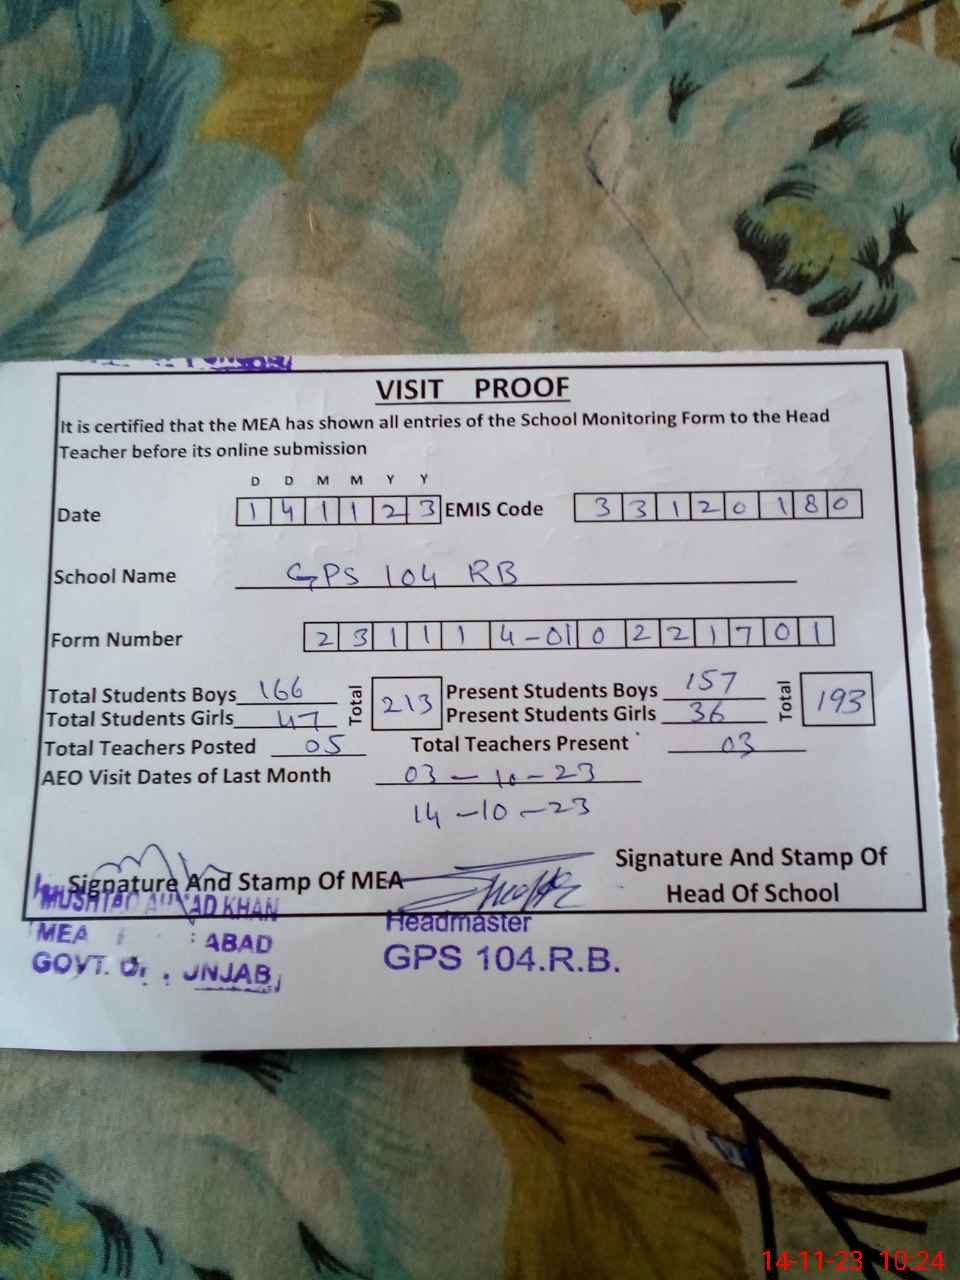 VISIT PROOF
It is certified that the MEA has shown all entries of the School Monitoring Form to the Head
Teacher before its online submission
D D M M Y Y
Date 1 4 1 1 2 3 EMIS Code 3 3 1 2 0 1 8 0
School Name GPS 104 RB
Form Number 2 3 1 1 1 4 - 0 1 0 2 2 1 7 0 1
Total Students Boys 166 Total 213 Present Students Boys 157 Total 193
Total Students Girls 47 Present Students Girls 36
Total Teachers Posted 05 Total Teachers Present 03
AEO Visit Dates of Last Month 03 - 10 - 23
14 - 10 - 23
Signature And Stamp Of MEA Signature And Stamp Of
Head Of School
MUSHTAQ KHAN
MEA ABAD
GOVT.
Headmaster
GPS 104.R.B.
14-11-23 10:24